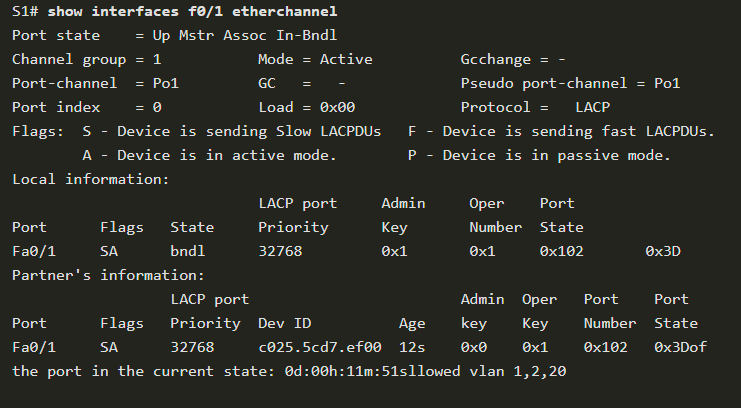 S1# show interfaces f0/1 etherchannel
Port state    = Up Mstr Assoc In-Bndl
Channel group = 1           Mode = Active          Gcchange = -
Port-channel  = Po1         GC   =   -             Pseudo port-channel = Po1
Port index    = 0           Load = 0x00            Protocol =   LACP
Flags:  S - Device is sending Slow LACPDUs   F - Device is sending fast LACPDUs.
        A - Device is in active mode.        P - Device is in passive mode.
Local information:
                            LACP port     Admin     Oper    Port
Port      Flags   State     Priority      Key       Number  State
Fa0/1     SA      bndl      32768         0x1       0x1     0x102       0x3D
Partner's information:
                  LACP port                        Admin  Oper   Port    Port
Port      Flags   Priority  Dev ID          Age    key    Key    Number  State
Fa0/1     SA      32768     c025.5cd7.ef00  12s    0x0    0x1    0x102   0x3Dof
the port in the current state: 0d:00h:11m:51sllowed vlan 1,2,20